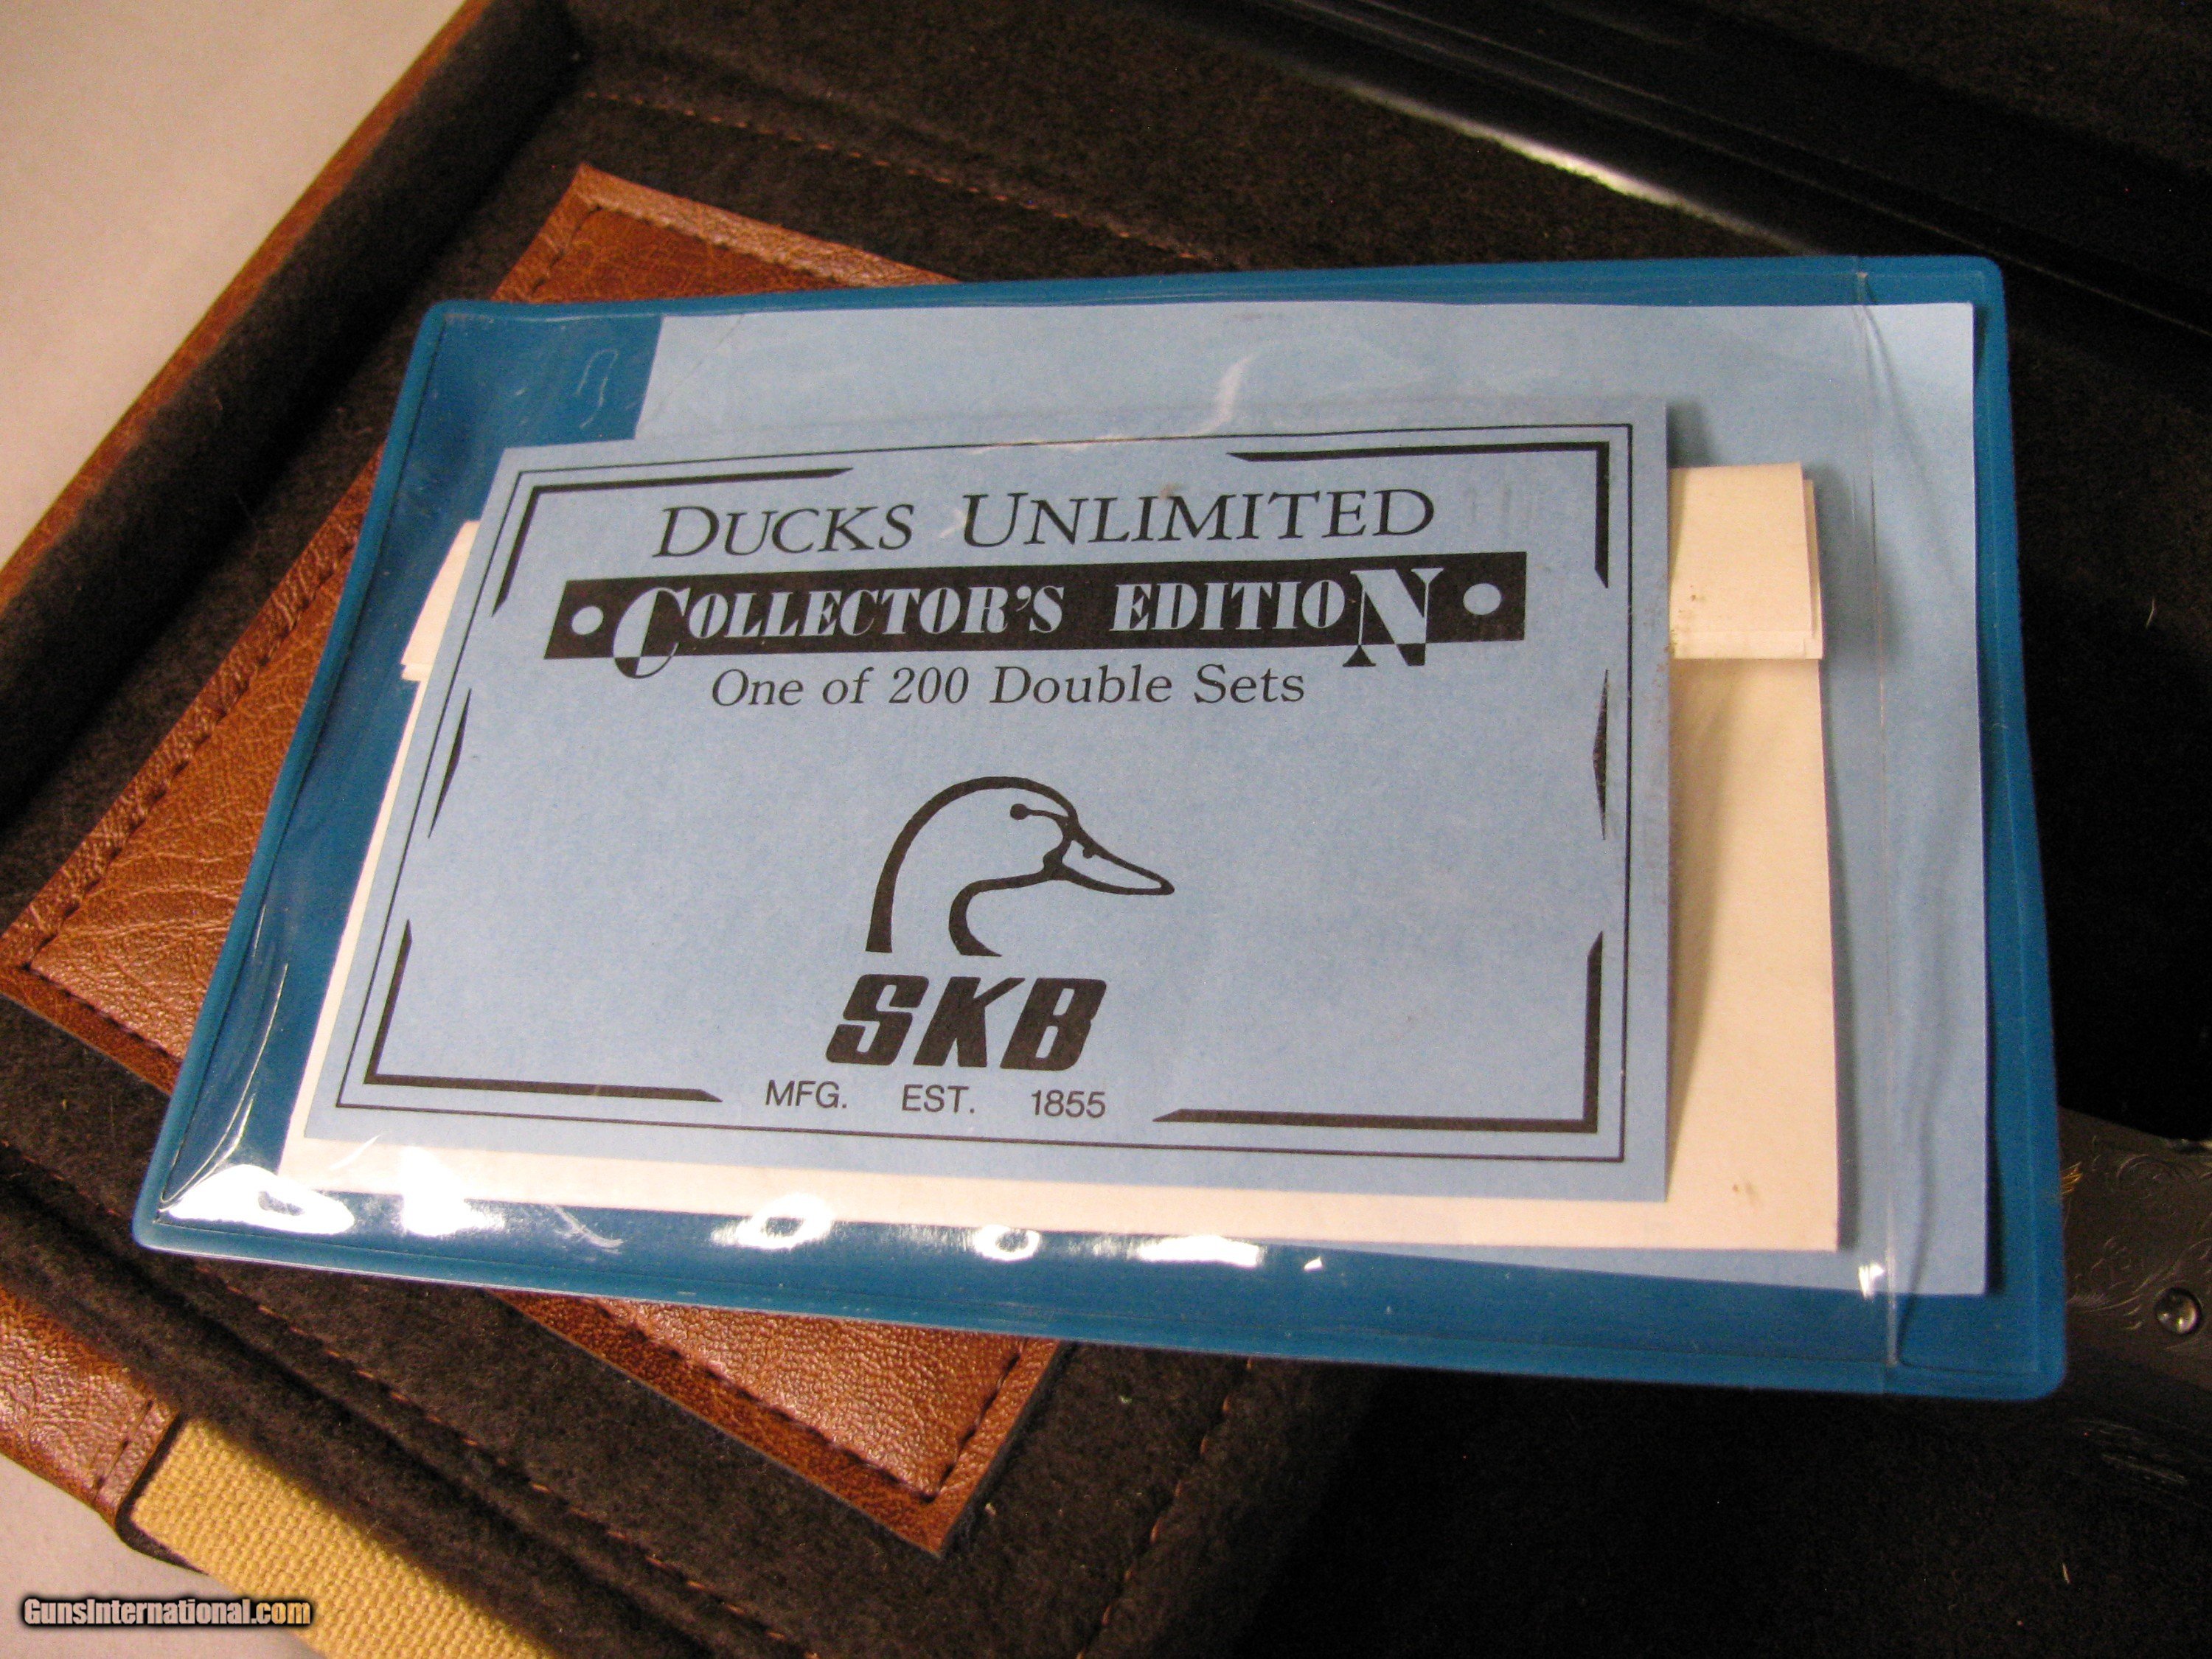 DUCKS UNLIMITED
• COLLECTOR'S EDITION •
One of 200 Double Sets
SKB
MFG. EST. 1855
GunsInternational.com